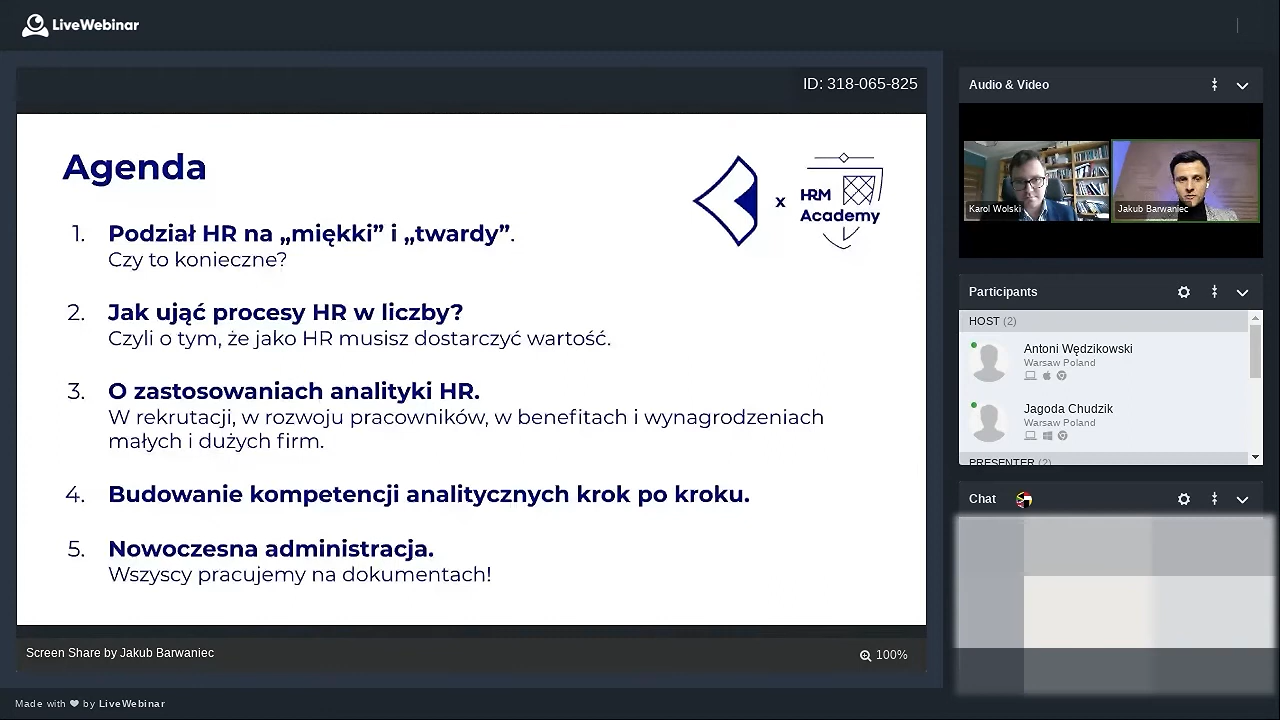 LiveWebinar
ID: 318-065-825
Agenda
x
HRM
Academy
1. Podział HR na „miękki” i „twardy”.
Czy to konieczne?
2. Jak ująć procesy HR w liczby?
Czyli o tym, że jako HR musisz dostarczyć wartość.
3. O zastosowaniach analityki HR.
W rekrutacji, w rozwoju pracowników, w benefitach i wynagrodzeniach
małych i dużych firm.
4. Budowanie kompetencji analitycznych krok po kroku.
5. Nowoczesna administracja.
Wszyscy pracujemy na dokumentach!
Screen Share by Jakub Barwaniec
100%
Audio & Video
Karol Wolski
Jakub Barwaniec
Participants
HOST (2)
Antoni Wędzikowski
Warsaw Poland
Jagoda Chudzik
Warsaw Poland
PRESENTER (2)
Chat
Made with ❤ by LiveWebinar